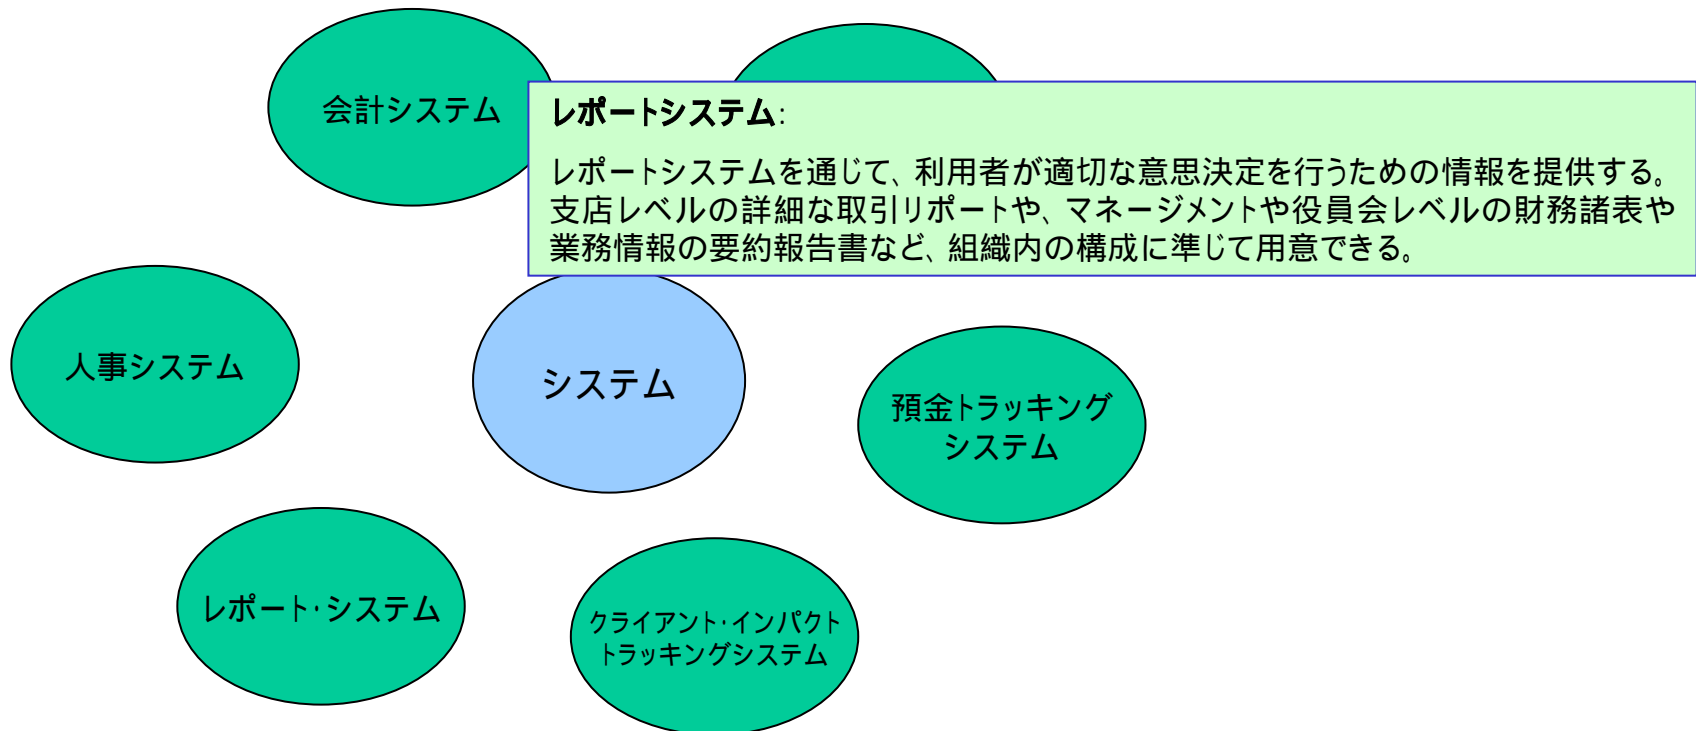 会計システム
レポートシステム:
レポートシステムを通じて、利用者が適切な意思決定を行うための情報を提供する。
支店レベルの詳細な取引リポートや、マネージメントや役員会レベルの財務諸表や
業務情報の要約報告書など、組織内の構成に準じて用意できる。
人事システム
システム
預金トラッキング
システム
レポート・システム
クライアント・インパクト
トラッキングシステム